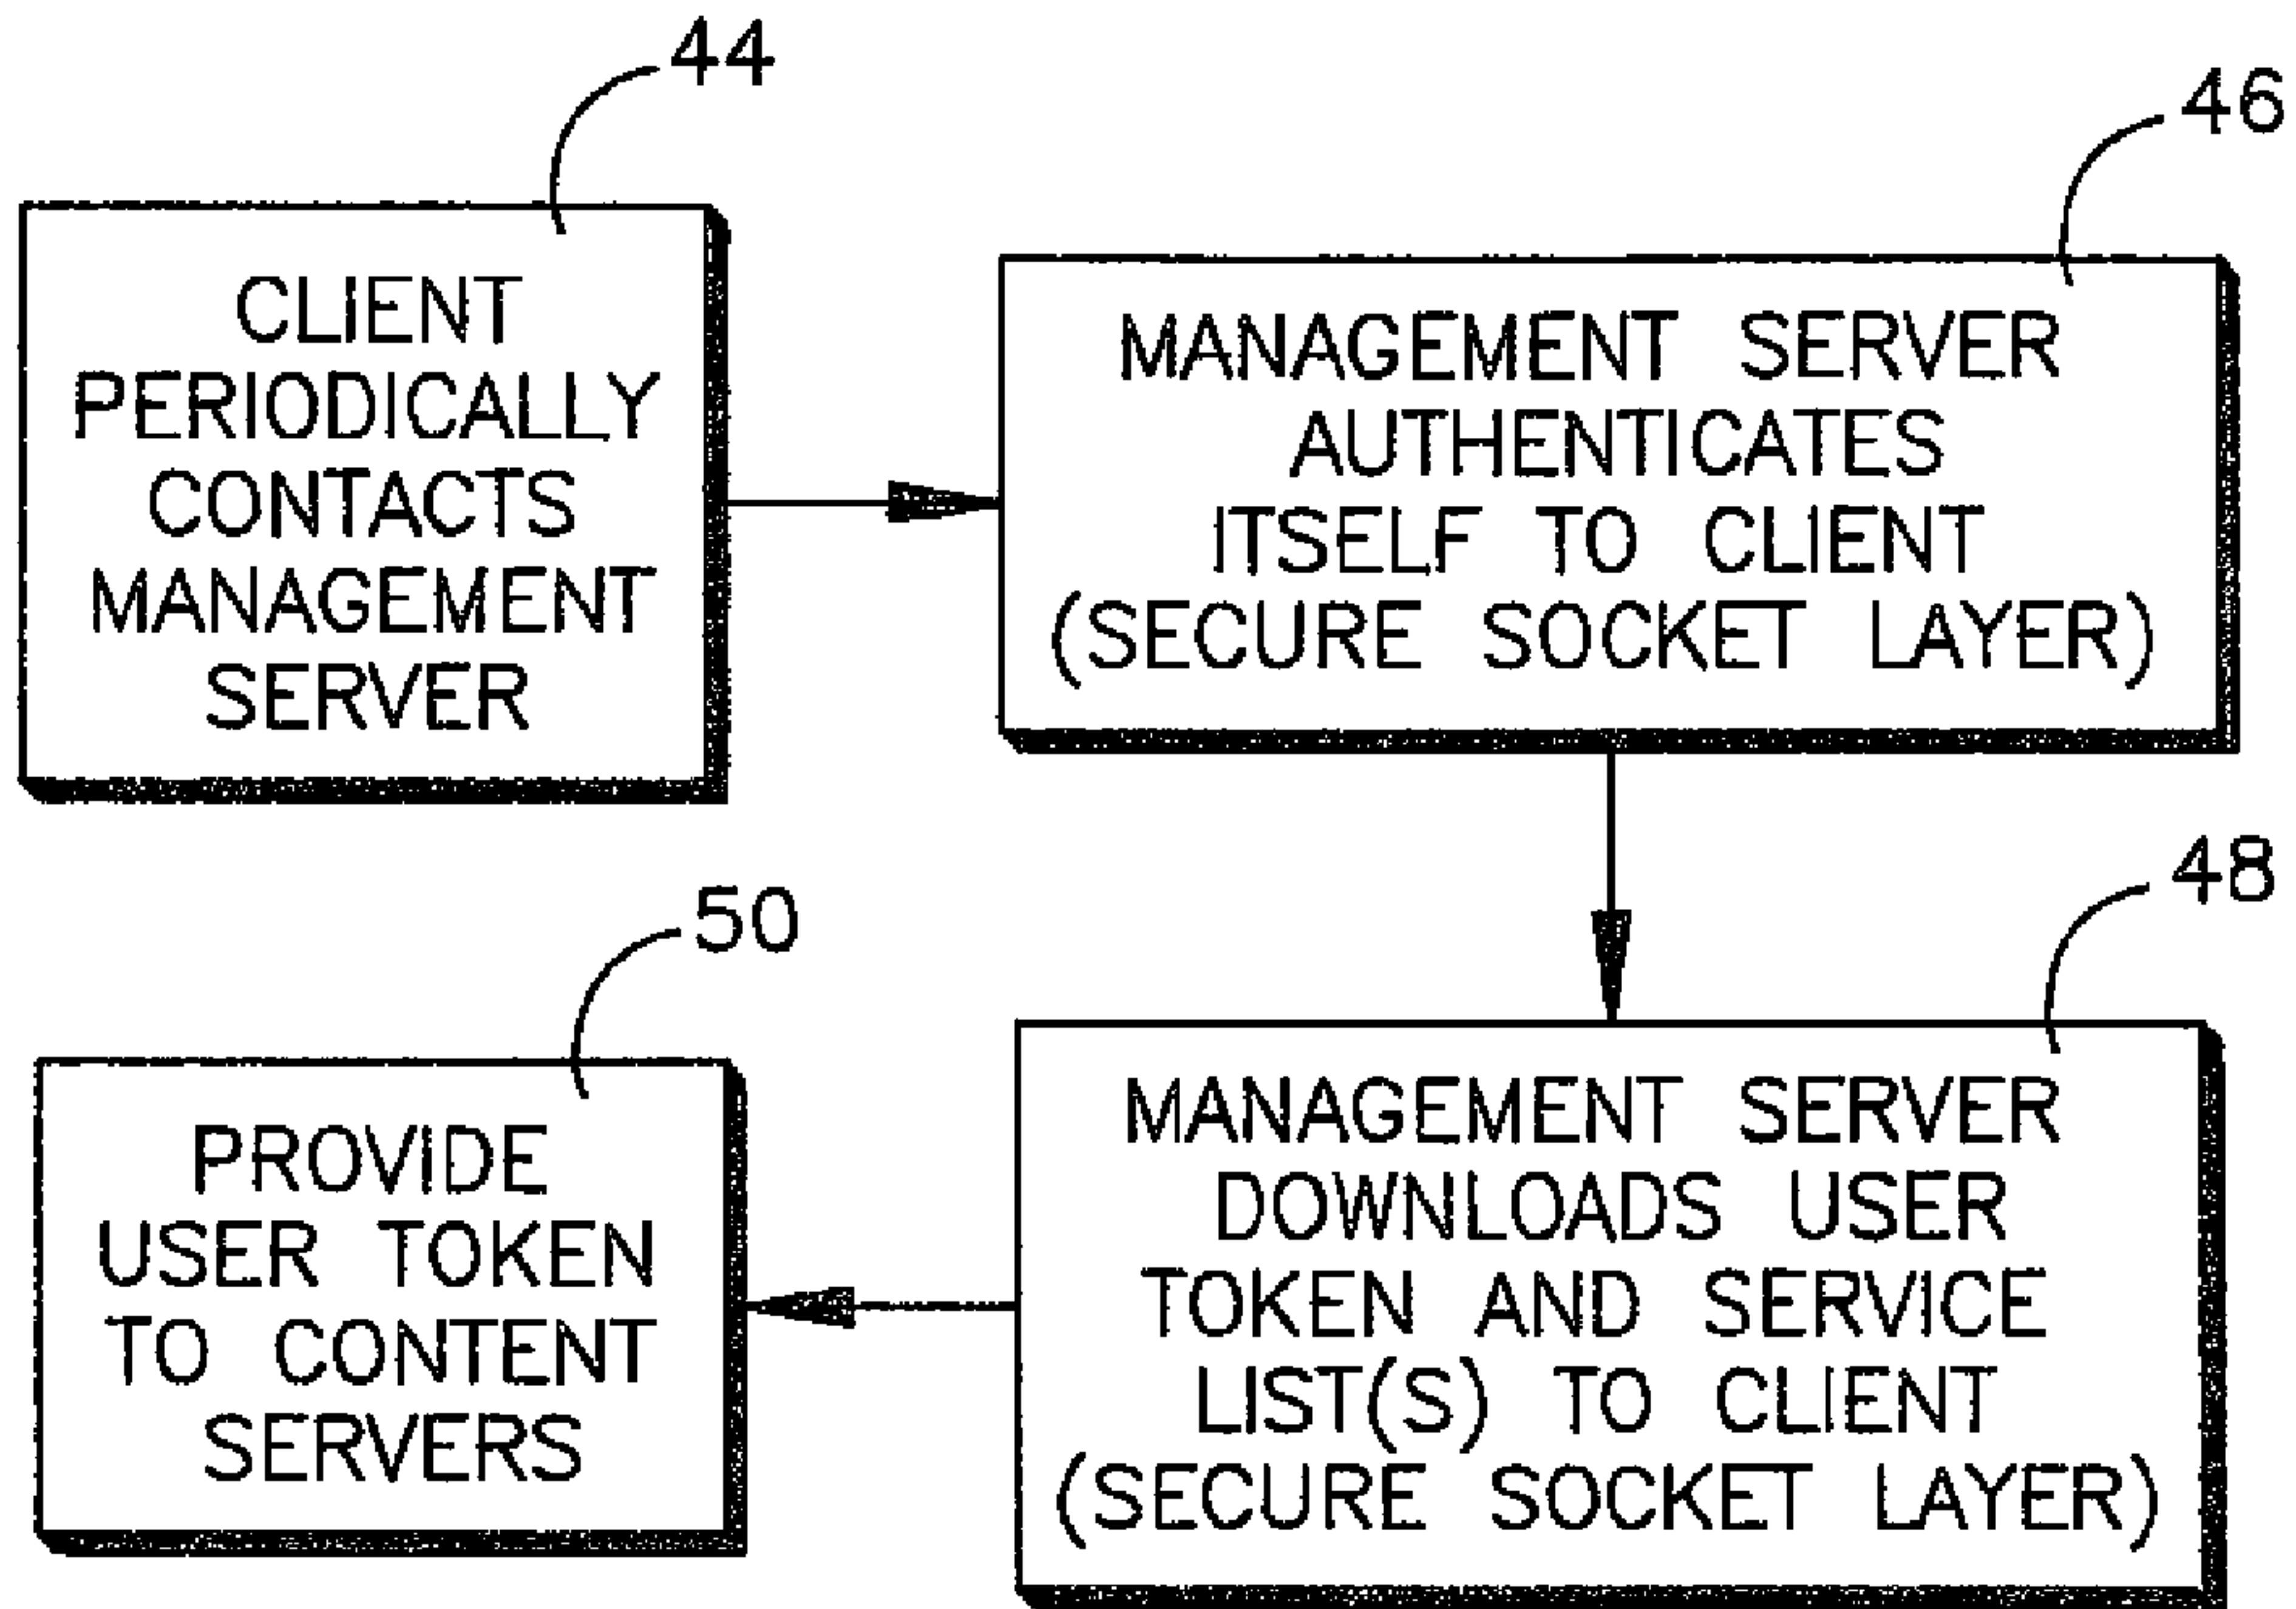 44
CLIENT
PERIODICALLY
CONTACTS
MANAGEMENT
SERVER
46
MANAGEMENT SERVER
AUTHENTICATES
ITSELF TO CLIENT
(SECURE SOCKET LAYER)
48
MANAGEMENT SERVER
DOWNLOADS USER
TOKEN AND SERVICE
LIST(S) TO CLIENT
(SECURE SOCKET LAYER)
50
PROVIDE
USER TOKEN
TO CONTENT
SERVERS